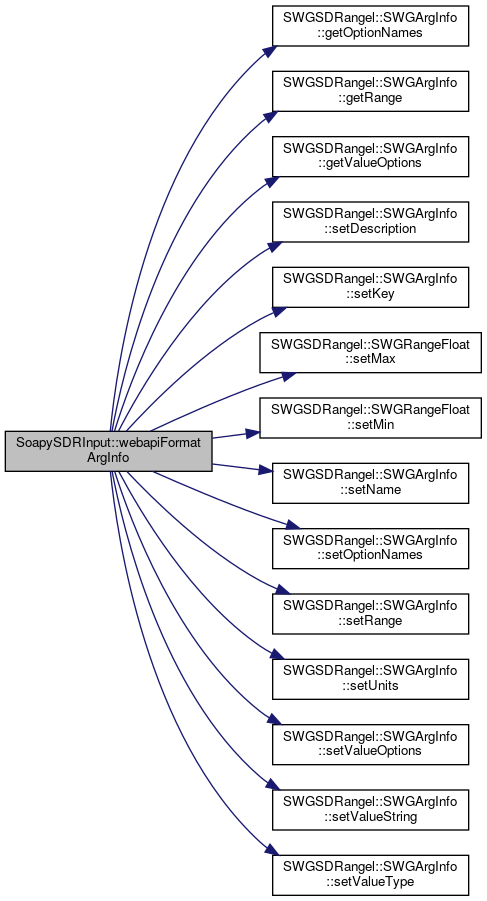 SWGSDRangel::SWGArgInfo
::getOptionNames
SWGSDRangel::SWGArgInfo
::getRange
SWGSDRangel::SWGArgInfo
::getValueOptions
SWGSDRangel::SWGArgInfo
::setDescription
SWGSDRangel::SWGArgInfo
::setKey
SWGSDRangel::SWGRangeFloat
::setMax
SWGSDRangel::SWGRangeFloat
::setMin
SoapySDRInput::webapiFormat
ArgInfo
SWGSDRangel::SWGArgInfo
::setName
SWGSDRangel::SWGArgInfo
::setOptionNames
SWGSDRangel::SWGArgInfo
::setRange
SWGSDRangel::SWGArgInfo
::setUnits
SWGSDRangel::SWGArgInfo
::setValueOptions
SWGSDRangel::SWGArgInfo
::setValueString
SWGSDRangel::SWGArgInfo
::setValueType